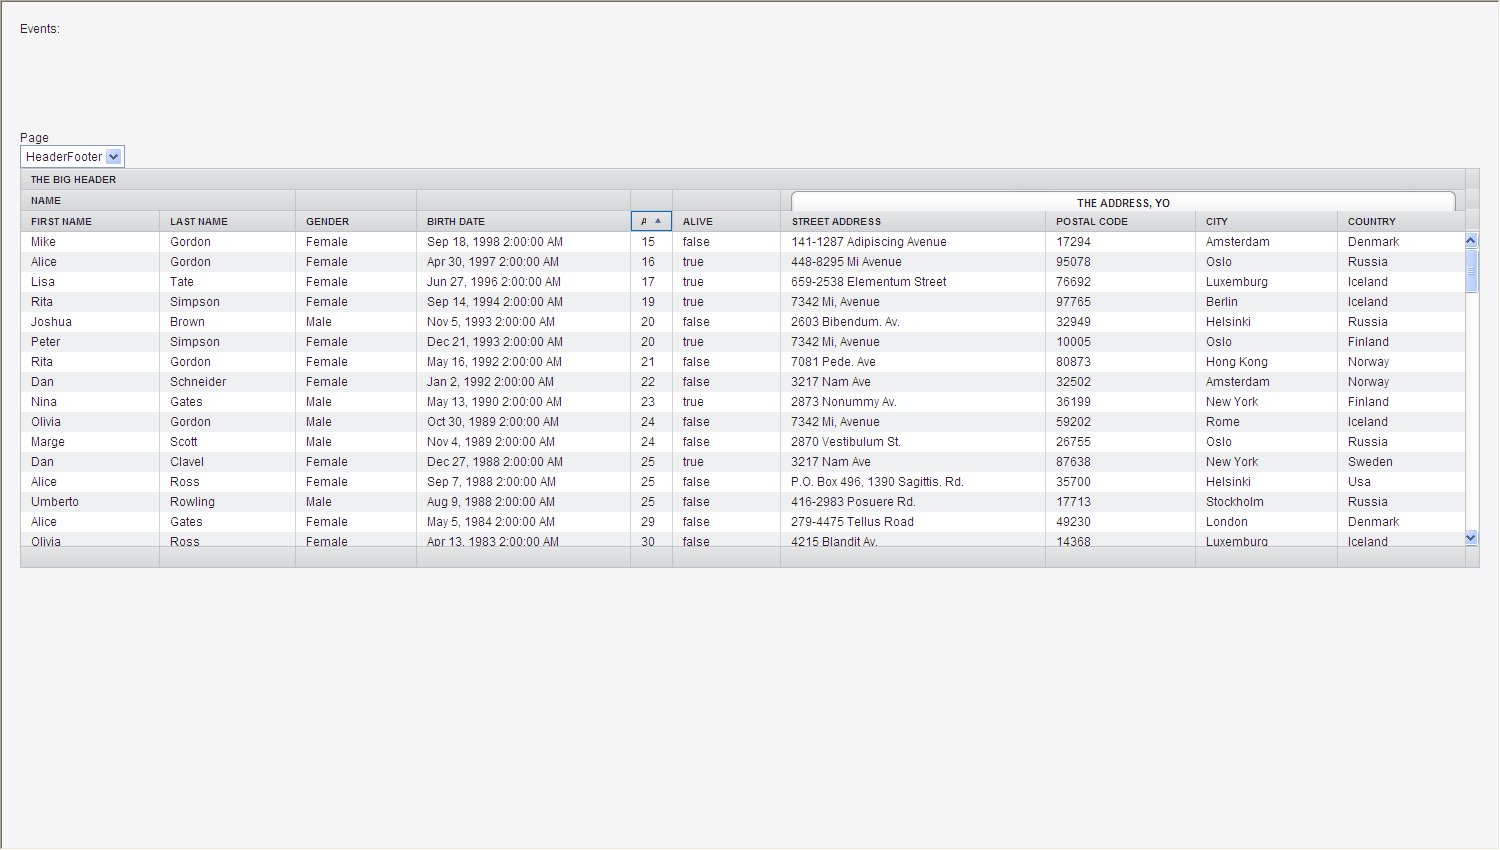 Events:
Page
HeaderFooter
THE BIG HEADER
NAME THE ADDRESS, YO
FIRST NAME LAST NAME GENDER BIRTH DATE ALIVE STREET ADDRESS POSTAL CODE CITY COUNTRY
Mike Gordon Female Sep 18, 1998 2:00:00 AM 15 false 141-1287 Adipiscing Avenue 17294 Amsterdam Denmark
Alice Gordon Female Apr 30, 1997 2:00:00 AM 16 true 448-8295 Mi Avenue 95078 Oslo Russia
Lisa Tate Female Jun 27, 1996 2:00:00 AM 17 true 659-2538 Elementum Street 76692 Luxemburg Iceland
Rita Simpson Female Sep 14, 1994 2:00:00 AM 19 true 7342 Mi, Avenue 97765 Berlin Iceland
Joshua Brown Male Nov 5, 1993 2:00:00 AM 20 false 2603 Bibendum. Av. 32949 Helsinki Russia
Peter Simpson Female Dec 21, 1993 2:00:00 AM 20 true 7342 Mi, Avenue 10005 Oslo Finland
Rita Gordon Female May 16, 1992 2:00:00 AM 21 false 7081 Pede. Ave 80873 Hong Kong Norway
Dan Schneider Female Jan 2, 1992 2:00:00 AM 22 false 3217 Nam Ave 32502 Amsterdam Norway
Nina Gates Male May 13, 1990 2:00:00 AM 23 true 2873 Nonummy Av. 36199 New York Finland
Olivia Gordon Male Oct 30, 1989 2:00:00 AM 24 false 7342 Mi, Avenue 59202 Rome Iceland
Marge Scott Male Nov 4, 1989 2:00:00 AM 24 false 2870 Vestibulum St. 26755 Oslo Russia
Dan Clavel Female Dec 27, 1988 2:00:00 AM 25 true 3217 Nam Ave 87638 New York Sweden
Alice Ross Female Sep 7, 1988 2:00:00 AM 25 false P.O. Box 496, 1390 Sagittis. Rd. 35700 Helsinki Usa
Umberto Rowling Male Aug 9, 1988 2:00:00 AM 25 false 416-2983 Posuere Rd. 17713 Stockholm Russia
Alice Gates Female May 5, 1984 2:00:00 AM 29 false 279-4475 Tellus Road 49230 London Denmark
Olivia Ross Female Apr 13, 1983 2:00:00 AM 30 false 4215 Blandit Av. 14368 Luxemburg Iceland